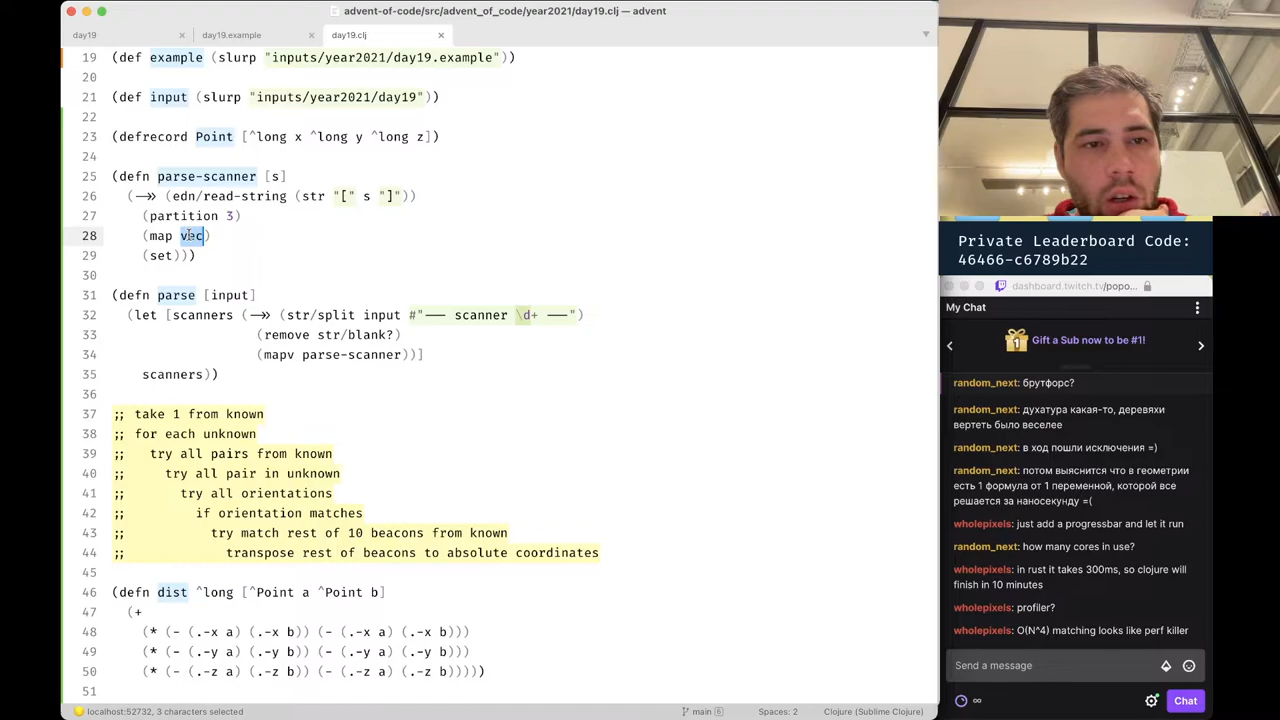 advent-of-code/src/advent_of_code/year2021/day19.clj — advent
day19
day19.example
day19.clj
19 (def example (slurp "inputs/year2021/day19.example"))
20
21 (def input (slurp "inputs/year2021/day19"))
22
23 (defrecord Point [^long x ^long y ^long z])
24
25 (defn parse-scanner [s]
26 (->> (edn/read-string (str "[" s "]"))
27 (partition 3)
28 (map vec)
29 (set)))
30
31 (defn parse [input]
32 (let [scanners (->> (str/split input #"--- scanner \d+ ---")
33 (remove str/blank?)
34 (mapv parse-scanner))]
35 scanners))
36
37 ;; take 1 from known
38 ;; for each unknown
39 ;; try all pairs from known
40 ;; try all pair in unknown
41 ;; try all orientations
42 ;; if orientation matches
43 ;; try match rest of 10 beacons from known
44 ;; transpose rest of beacons to absolute coordinates
45
46 (defn dist ^long [^Point a ^Point b]
47 (+
48 (* (- (.-x a) (.-x b)) (- (.-x a) (.-x b)))
49 (* (- (.-y a) (.-y b)) (- (.-y a) (.-y b)))
50 (* (- (.-z a) (.-z b)) (- (.-z a) (.-z b)))))
51
localhost:52732, 3 characters selected
main 6
Spaces: 2
Clojure (Sublime Clojure)
Private Leaderboard Code:
46466-c6789b22
dashboard.twitch.tv/popo...
My Chat
1
Gift a Sub now to be #1!
random_next: брутфорс?
random_next: духатура какая-то, деревяхи
вертеть было веселее
random_next: в ход пошли исключения =)
random_next: потом выяснится что в геометрии
есть 1 формула от 1 переменной, которой все
решается за наносекунду =(
wholepixels: just add a progressbar and let it run
random_next: how many cores in use?
wholepixels: in rust it takes 300ms, so clojure will
finish in 10 minutes
wholepixels: profiler?
wholepixels: O(N^4) matching looks like perf killer
Send a message
∞
Chat